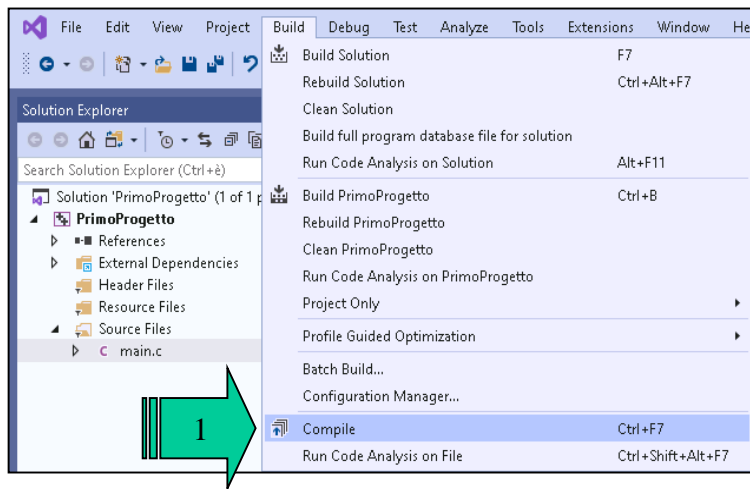 File Edit View Project Build Debug Test Analyze Tools Extensions Window He
Solution Explorer
Search Solution Explorer (Ctrl+è)
Solution 'PrimoProgetto' (1 of 1 p
PrimoProgetto
References
External Dependencies
Header Files
Resource Files
Source Files
C main.c
Build Solution F7
Rebuild Solution Ctrl+Alt+F7
Clean Solution
Build full program database file for solution
Run Code Analysis on Solution Alt+F11
Build PrimoProgetto Ctrl+B
Rebuild PrimoProgetto
Clean PrimoProgetto
Run Code Analysis on PrimoProgetto
Project Only
Profile Guided Optimization
Batch Build...
Configuration Manager...
1
Compile Ctrl+F7
Run Code Analysis on File Ctrl+Shift+Alt+F7